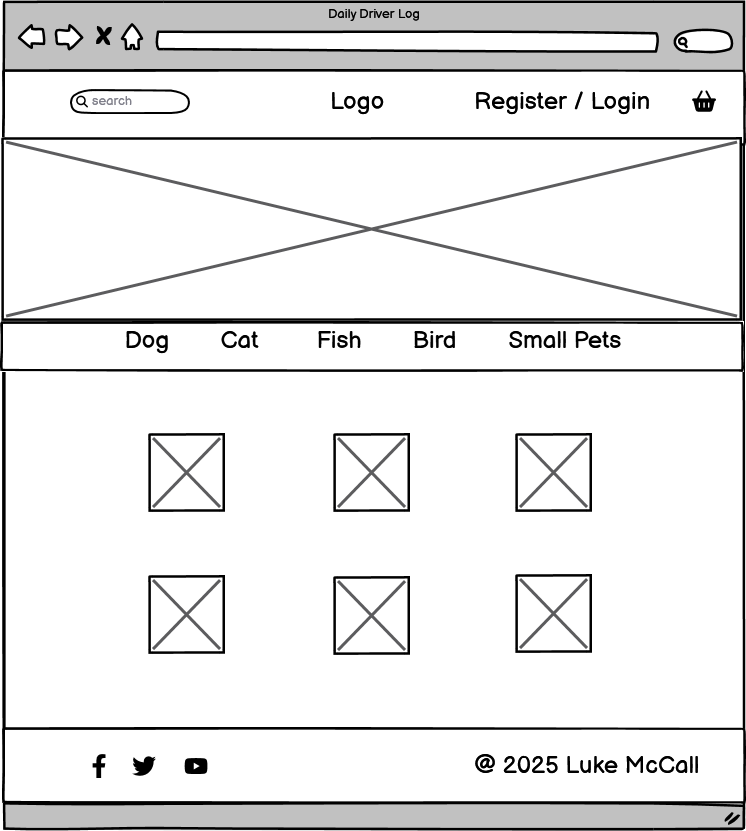 Daily Driver Log
search
Logo
Register / Login
Dog Cat Fish Bird Small Pets
@ 2025 Luke McCall